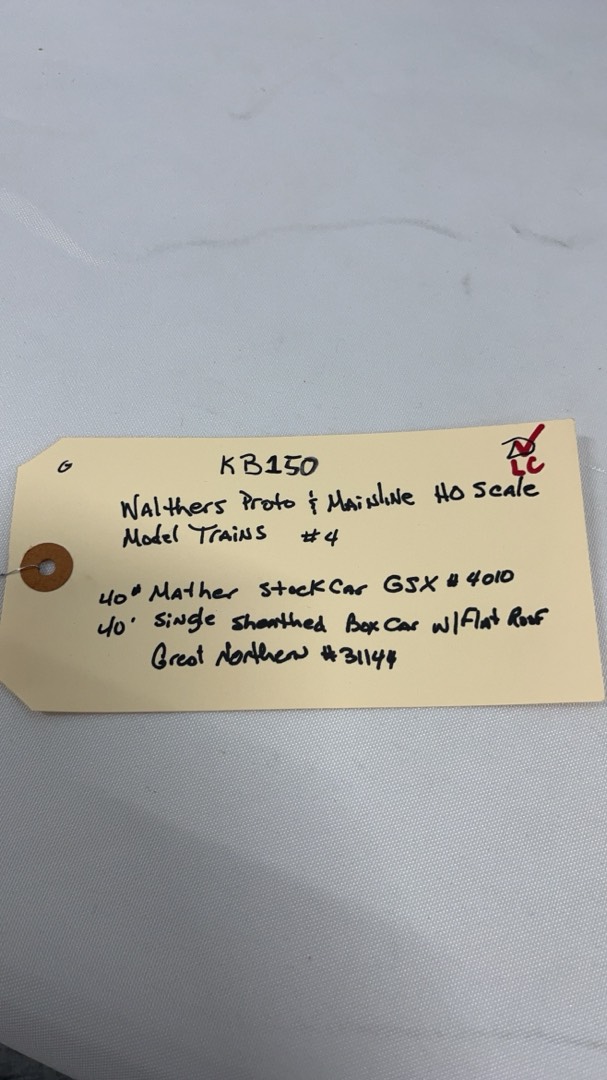 G KB150 D
LC
Walthers Proto & Mainline HO Scale
Model Trains #4
40' Mather Stock Car GSX #4010
40' Single Sheathed Box Car W/Flat Roof
Great Northern #31144